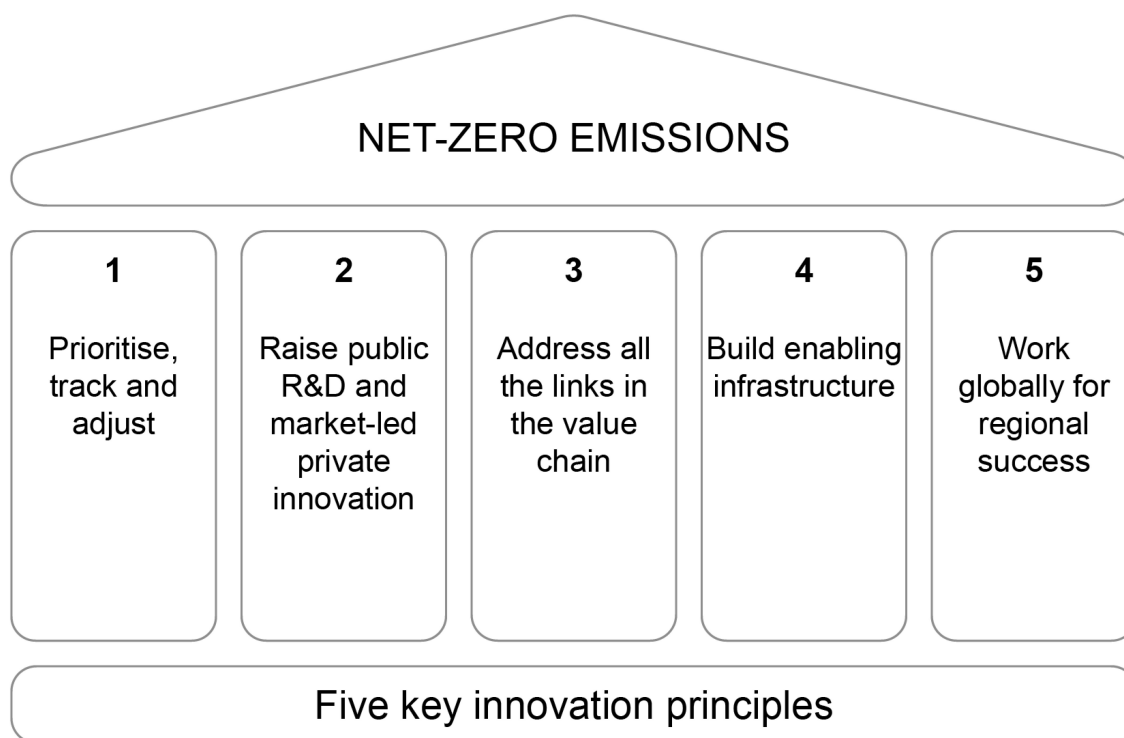 NET-ZERO EMISSIONS
1
Prioritise,
track and
adjust
2
Raise public
R&D and
market-led
private
innovation
3
Address all
the links in
the value
chain
4
Build enabling
infrastructure
5
Work
globally for
regional
success
Five key innovation principles